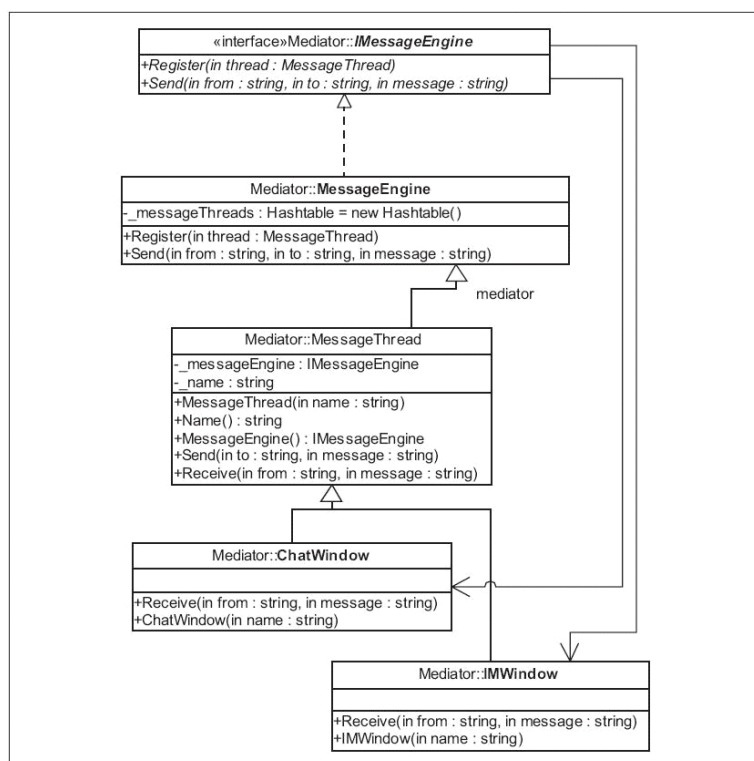 «interface»Mediator::IMessageEngine
+Register(in thread : MessageThread)
+Send(in from : string, in to : string, in message : string)
Mediator::MessageEngine
-_messageThreads : Hashtable = new Hashtable()
+Register(in thread : MessageThread)
+Send(in from : string, in to : string, in message : string)
mediator
Mediator::MessageThread
-_messageEngine : IMessageEngine
-_name : string
+MessageThread(in name : string)
+Name() : string
+MessageEngine() : IMessageEngine
+Send(in to : string, in message : string)
+Receive(in from : string, in message : string)
Mediator::ChatWindow
+Receive(in from : string, in message : string)
+ChatWindow(in name : string)
Mediator::IMWindow
+Receive(in from : string, in message : string)
+IMWindow(in name : string)